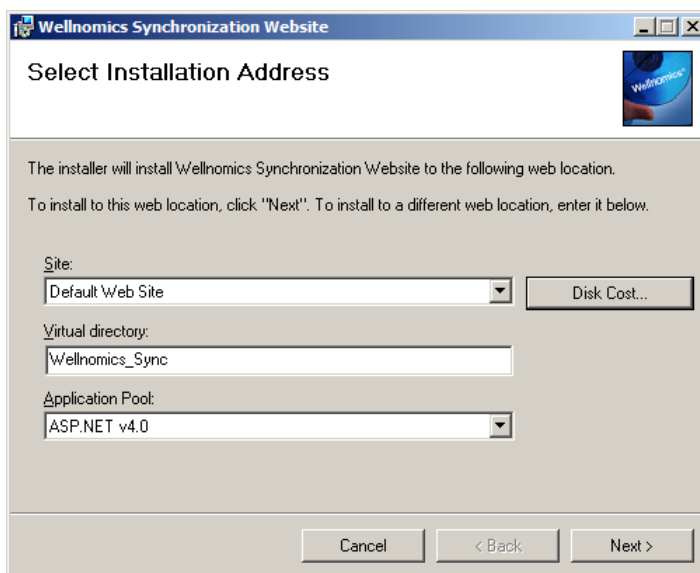 Wellnomics Synchronization Website
Select Installation Address
Wellnomics®
The installer will install Wellnomics Synchronization Website to the following web location.
To install to this web location, click "Next". To install to a different web location, enter it below.
Site:
Default Web Site
Disk Cost...
Virtual directory:
Wellnomics_Sync
Application Pool:
ASP.NET v4.0
Cancel
< Back
Next >